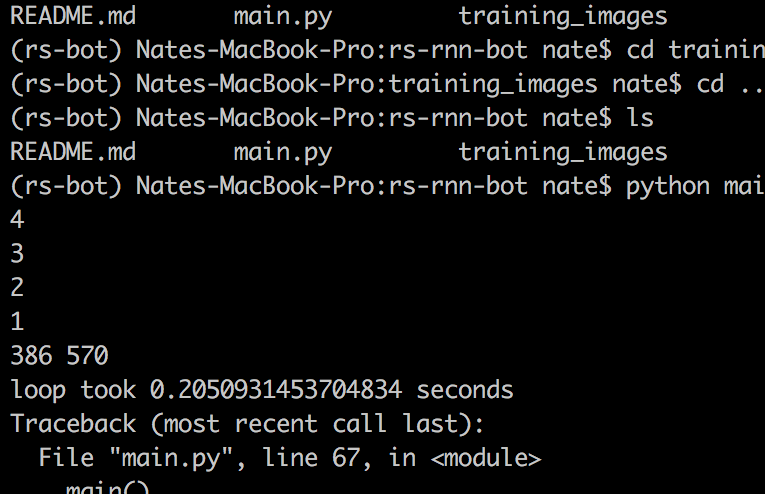 README.md main.py training_images
(rs-bot) Nates-MacBook-Pro:rs-rnn-bot nate$ cd trainin
(rs-bot) Nates-MacBook-Pro:training_images nate$ cd ..
(rs-bot) Nates-MacBook-Pro:rs-rnn-bot nate$ ls
README.md main.py training_images
(rs-bot) Nates-MacBook-Pro:rs-rnn-bot nate$ python mai
4
3
2
1
386 570
loop took 0.2050931453704834 seconds
Traceback (most recent call last):
File "main.py", line 67, in <module>
main()